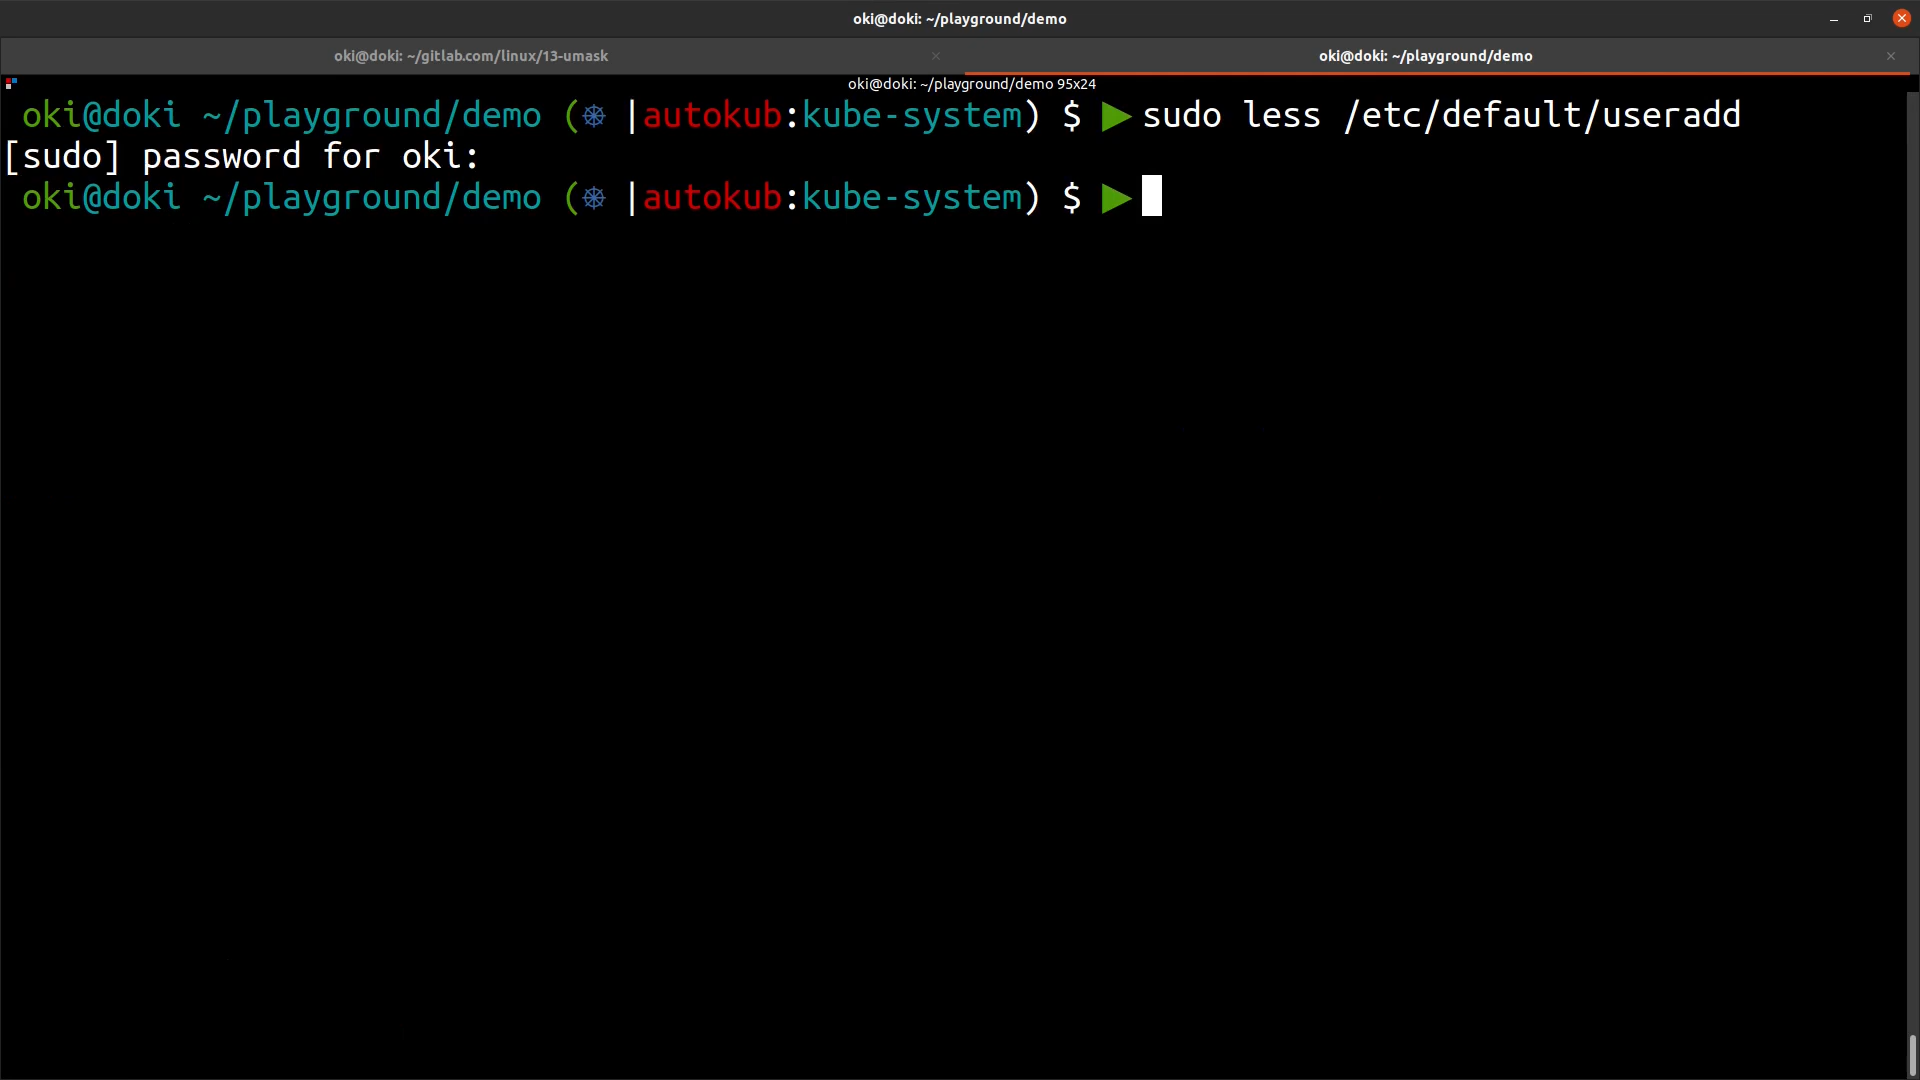 oki@doki: ~/playground/demo
oki@doki: ~/gitlab.com/linux/13-umask × oki@doki: ~/playground/demo ×
oki@doki: ~/playground/demo 95x24
oki@doki ~/playground/demo (⎈ |autokub:kube-system) $ ▶ sudo less /etc/default/useradd
[sudo] password for oki:
oki@doki ~/playground/demo (⎈ |autokub:kube-system) $ ▶